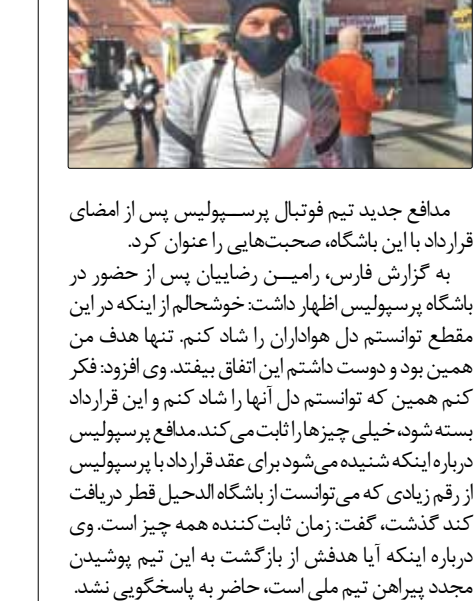 PERSIAN
مدافع جدید تیم فوتبال پرســـپولیس پس از امضای
قرارداد با این باشگاه، صحبت‌هایی را عنوان کرد.
به گزارش فارس، رامیـــن رضاییان پس از حضور در
باشگاه پرسپولیس اظهار داشت: خوشحالم از اینکه در این
مقطع توانستم دل هواداران را شاد کنم. تنها هدف من
همین بود و دوست داشتم این اتفاق بیفتد. وی افزود: فکر
کنم همین که توانستم دل آنها را شاد کنم و این قرارداد
بسته شود، خیلی چیزها را ثابت می‌کند.مدافع پرسپولیس
درباره اینکه شنیده می‌شود برای عقد قرارداد با پرسپولیس
از رقم زیادی که می‌توانست از باشگاه الدحیل قطر دریافت
کند گذشت، گفت: زمان ثابت‌کننده همه چیز است. وی
درباره اینکه آیا هدفش از بازگشت به این تیم پوشیدن
مجدد پیراهن تیم ملی است، حاضر به پاسخگویی نشد.